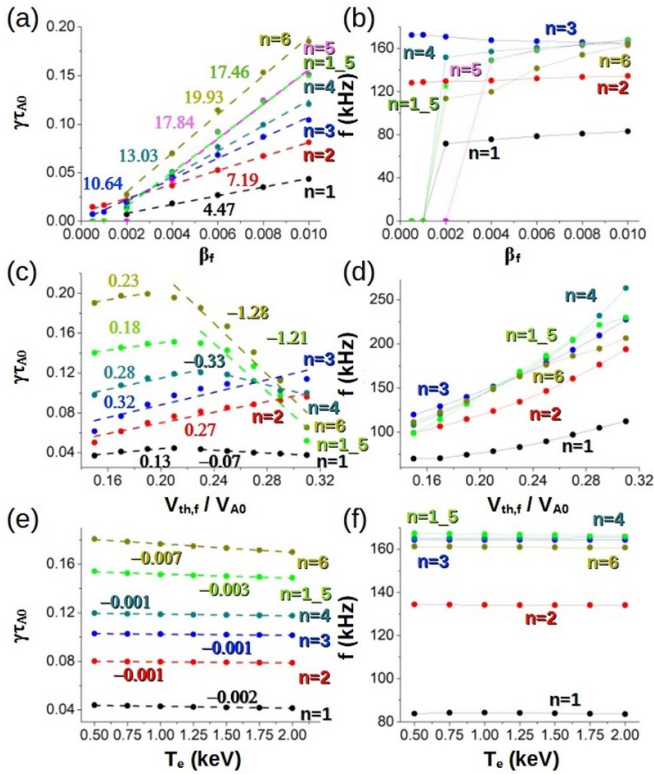 (a)
0.20
0.15
0.10
0.05
0.00
γτA0
n=6
n=5
n=1_5
n=4
n=3
n=2
n=1
17.46
19.93
17.84
13.03
10.64
7.19
4.47
0.000 0.002 0.004 0.006 0.008 0.010
βf
(b)
160
120
80
40
0
f (kHz)
n=3
n=4
n=5
n=6
n=1_5
n=2
n=1
0.000 0.002 0.004 0.006 0.008 0.010
βf
(c)
0.20
0.16
0.12
0.08
0.04
γτA0
0.23
−1.28
0.18
−1.21
0.28
−0.33
n=3
0.32
n=2
n=4
0.27
n=6
n=1_5
0.13
−0.07
n=1
0.16 0.20 0.24 0.28 0.32
Vth,f / VA0
(d)
250
200
150
100
50
f (kHz)
n=4
n=1_5
n=3
n=6
n=2
n=1
0.16 0.20 0.24 0.28 0.32
Vth,f / VA0
(e)
0.16
0.12
0.08
0.04
γτA0
−0.007
n=6
−0.003
n=1_5
−0.001
n=4
−0.001
n=3
−0.001
n=2
−0.002
n=1
0.50 0.75 1.00 1.25 1.50 1.75 2.00
Te (keV)
(f)
160
140
120
100
80
f (kHz)
n=1_5
n=4
n=3
n=6
n=2
n=1
0.50 0.75 1.00 1.25 1.50 1.75 2.00
Te (keV)